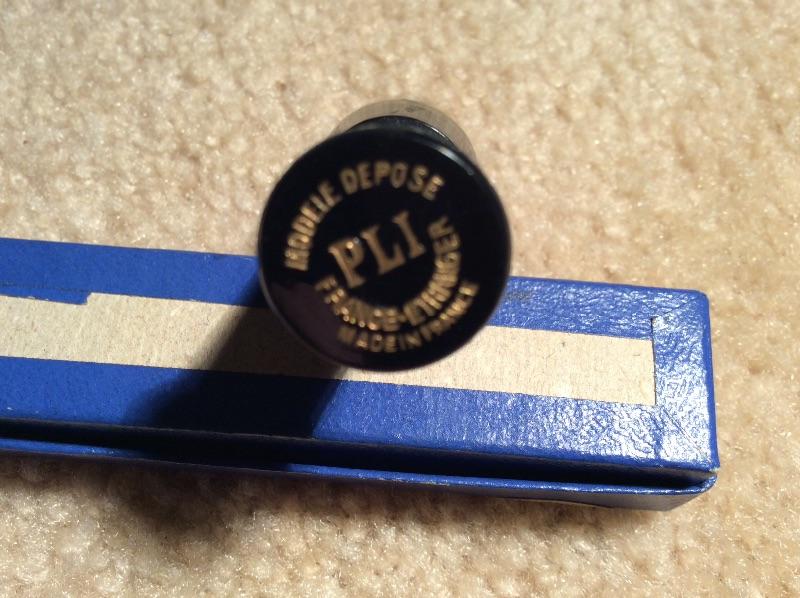 MODELE DEPOSE
PLI
FRANCE-ETRANGER
MADE IN FRANCE